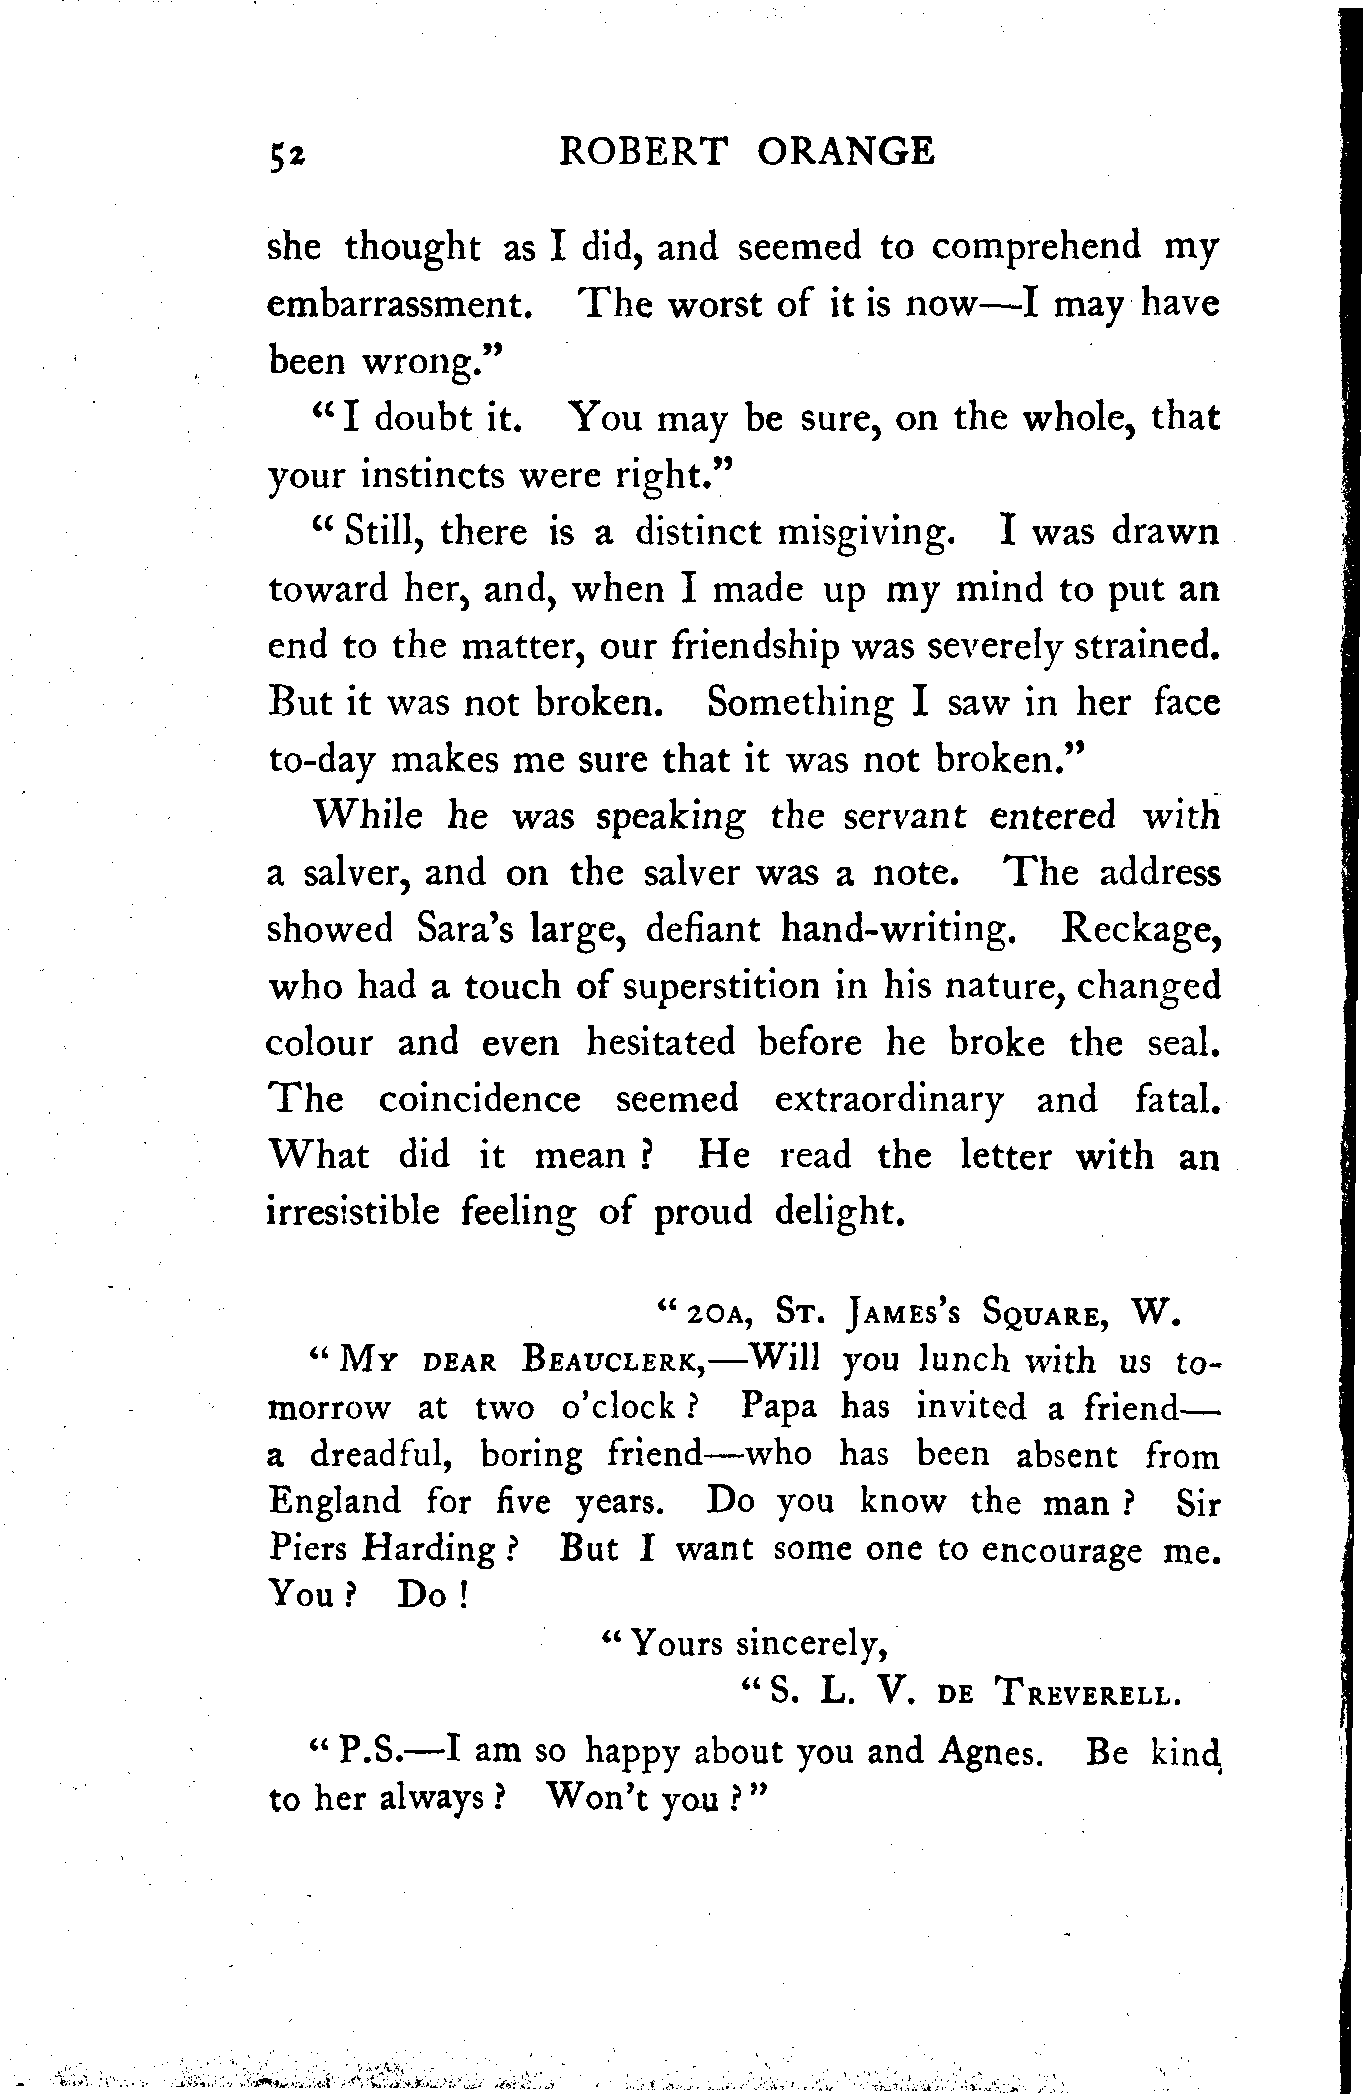 52 ROBERT ORANGE
she thought as I did, and seemed to comprehend my
embarrassment. The worst of it is now—I may have
been wrong."
"I doubt it. You may be sure, on the whole, that
your instincts were right."
"Still, there is a distinct misgiving. I was drawn
toward her, and, when I made up my mind to put an
end to the matter, our friendship was severely strained.
But it was not broken. Something I saw in her face
to-day makes me sure that it was not broken."
While he was speaking the servant entered with
a salver, and on the salver was a note. The address
showed Sara's large, defiant hand-writing. Reckage,
who had a touch of superstition in his nature, changed
colour and even hesitated before he broke the seal.
The coincidence seemed extraordinary and fatal.
What did it mean? He read the letter with an
irresistible feeling of proud delight.
"20A, St. James's Square, W.
"My dear Beauclerk,—Will you lunch with us to-
morrow at two o'clock? Papa has invited a friend—
a dreadful, boring friend—who has been absent from
England for five years. Do you know the man? Sir
Piers Harding? But I want some one to encourage me.
You? Do!
"Yours sincerely,
"S. L. V. de Treverell.
"P.S.—I am so happy about you and Agnes. Be kind
to her always? Won't you?"